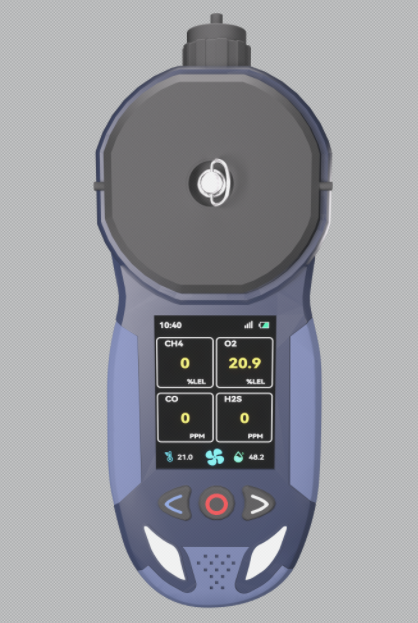 10:40
CH4 O2
0 20.9
%LEL %LEL
CO H2S
0 0
PPM PPM
21.0 48.2